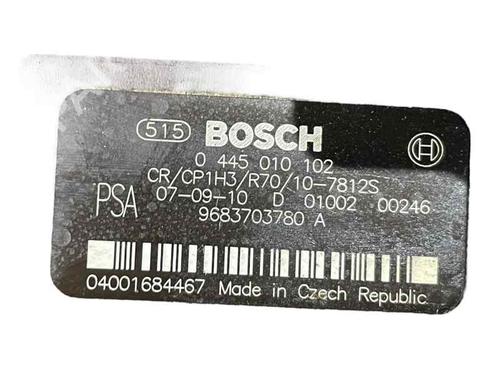 515 BOSCH
0 445 010 102
CR/CP1H3/R70/10-7812S
PSA 07-09-10 D 01002 00246
9683703780 A
04001684467 Made in Czech Republic